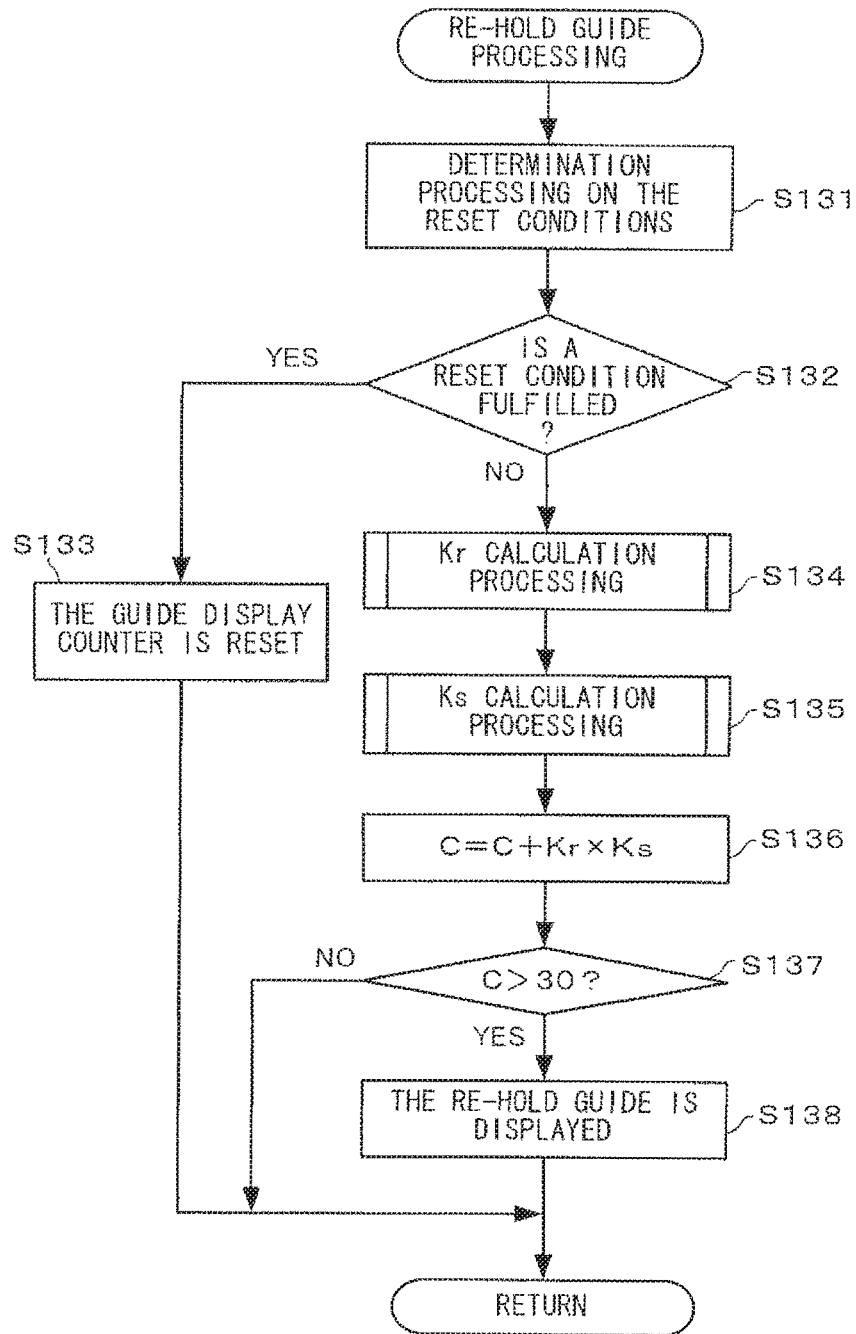 RE-HOLD GUIDE
PROCESSING
DETERMINATION
PROCESSING ON THE
RESET CONDITIONS
S131
IS A
RESET CONDITION
FULFILLED
?
S132
YES
NO
S133
THE GUIDE DISPLAY
COUNTER IS RESET
Kr CALCULATION
PROCESSING
S134
Ks CALCULATION
PROCESSING
S135
C=C+Kr×Ks
S136
C>30?
S137
NO
YES
THE RE-HOLD GUIDE IS
DISPLAYED
S138
RETURN